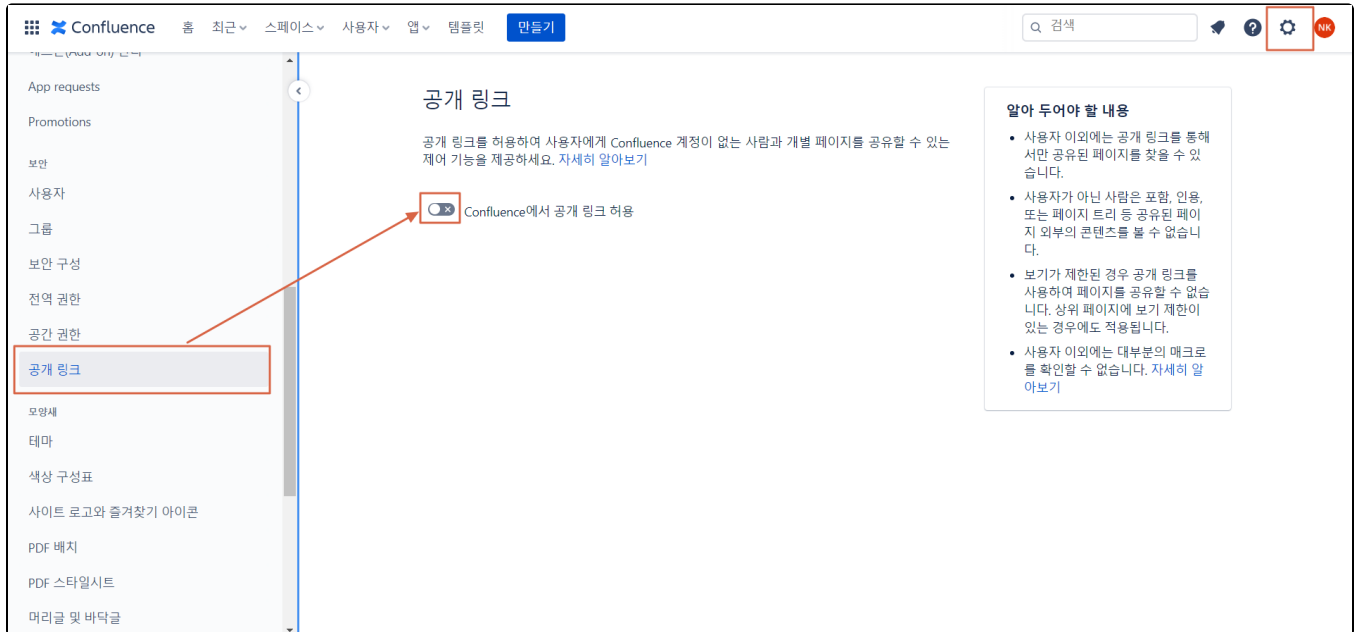 Confluence 홈 최근 스페이스 사용자 앱 템플릿 만들기 검색 NK
App requests
Promotions
보안
사용자
그룹
보안 구성
전역 권한
공간 권한
공개 링크
모양새
테마
색상 구성표
사이트 로고와 즐겨찾기 아이콘
PDF 배치
PDF 스타일시트
머리글 및 바닥글
공개 링크
공개 링크를 허용하여 사용자에게 Confluence 계정이 없는 사람과 개별 페이지를 공유할 수 있는
제어 기능을 제공하세요. 자세히 알아보기
Confluence에서 공개 링크 허용
알아 두어야 할 내용
사용자 이외에는 공개 링크를 통해
서만 공유된 페이지를 찾을 수 있
습니다.
사용자가 아닌 사람은 포함, 인용,
또는 페이지 트리 등 공유된 페이
지 외부의 콘텐츠를 볼 수 없습니
다.
보기가 제한된 경우 공개 링크를
사용하여 페이지를 공유할 수 없습
니다. 상위 페이지에 보기 제한이
있는 경우에도 적용됩니다.
사용자 이외에는 대부분의 매크로
를 확인할 수 없습니다. 자세히 알
아보기